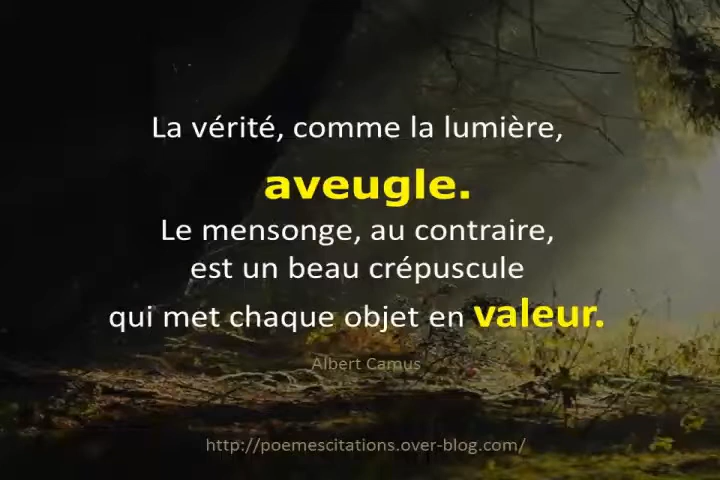 La vérité, comme la lumière,
aveugle.
Le mensonge, au contraire,
est un beau crépuscule
qui met chaque objet en valeur.
Albert Camus
http://poemescitations.over-blog.com/